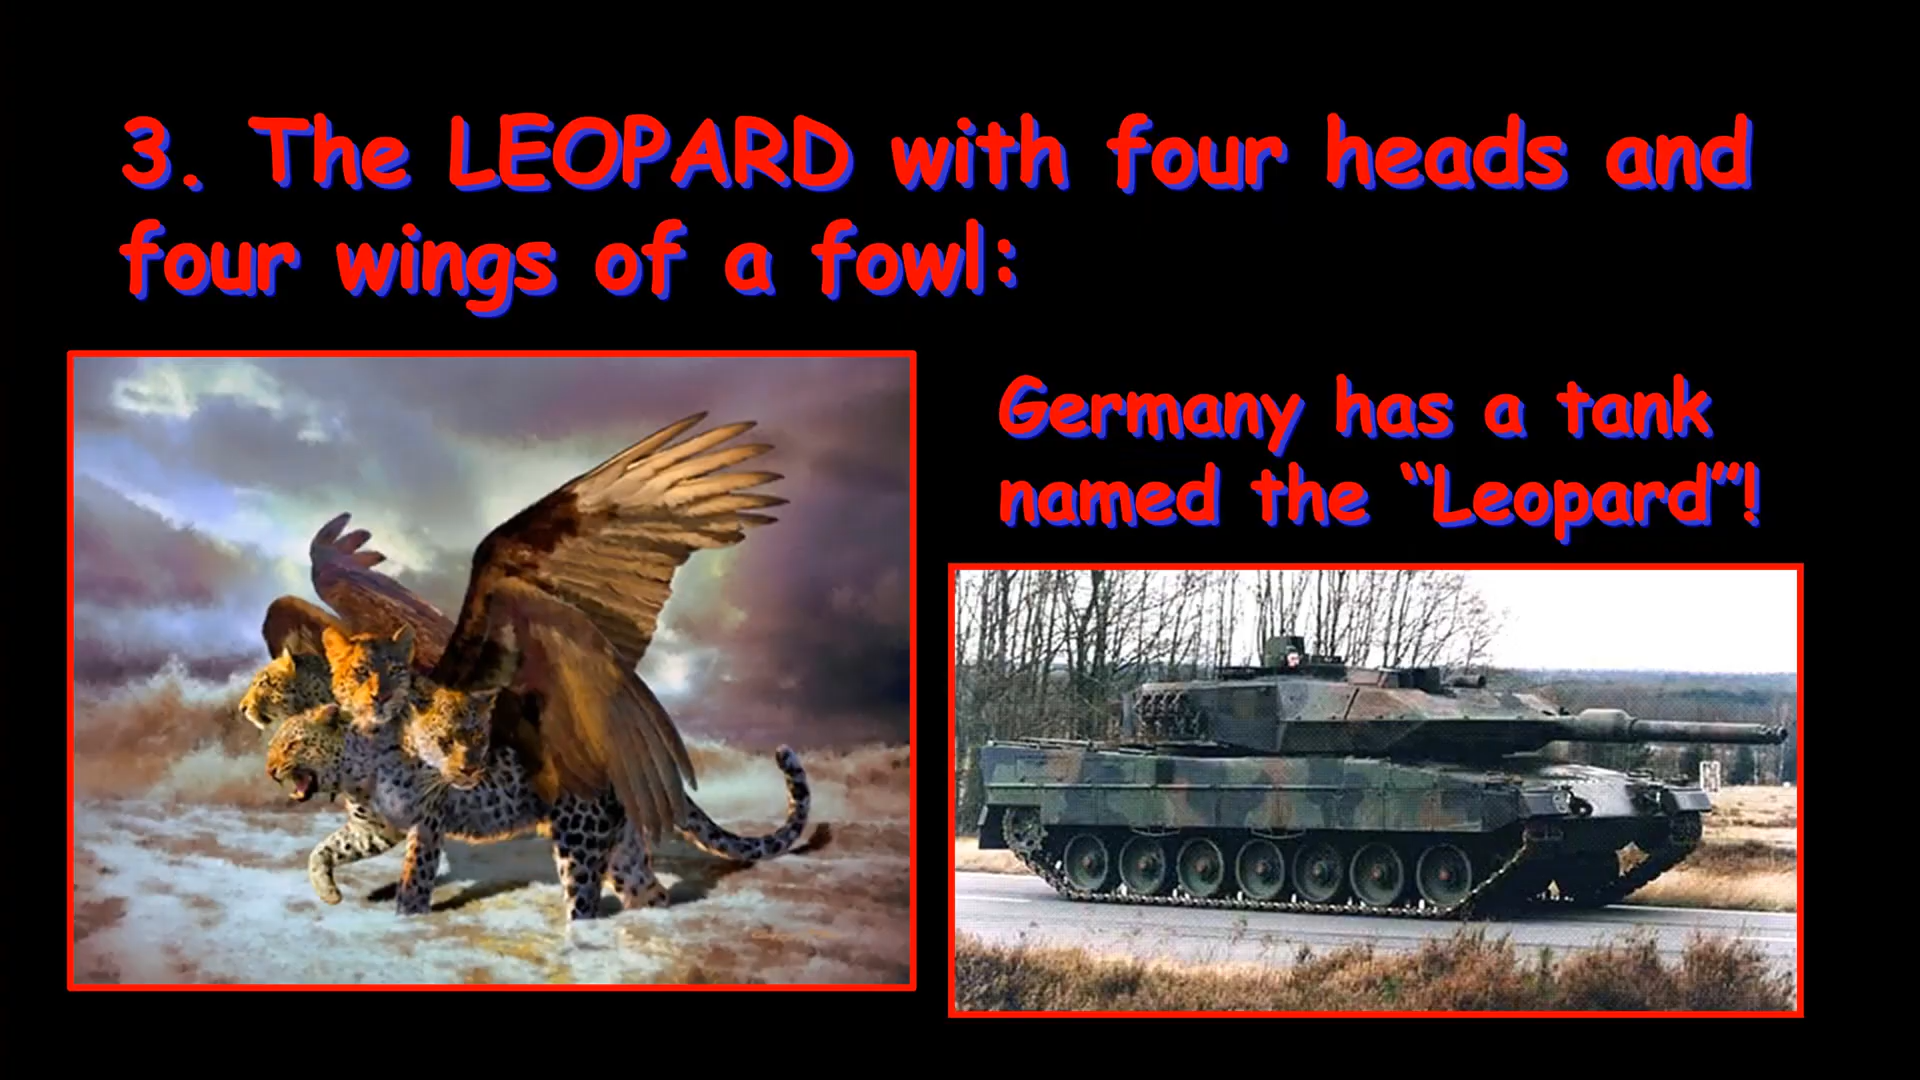 3. The LEOPARD with four heads and
four wings of a fowl:
Germany has a tank
named the “Leopard”!